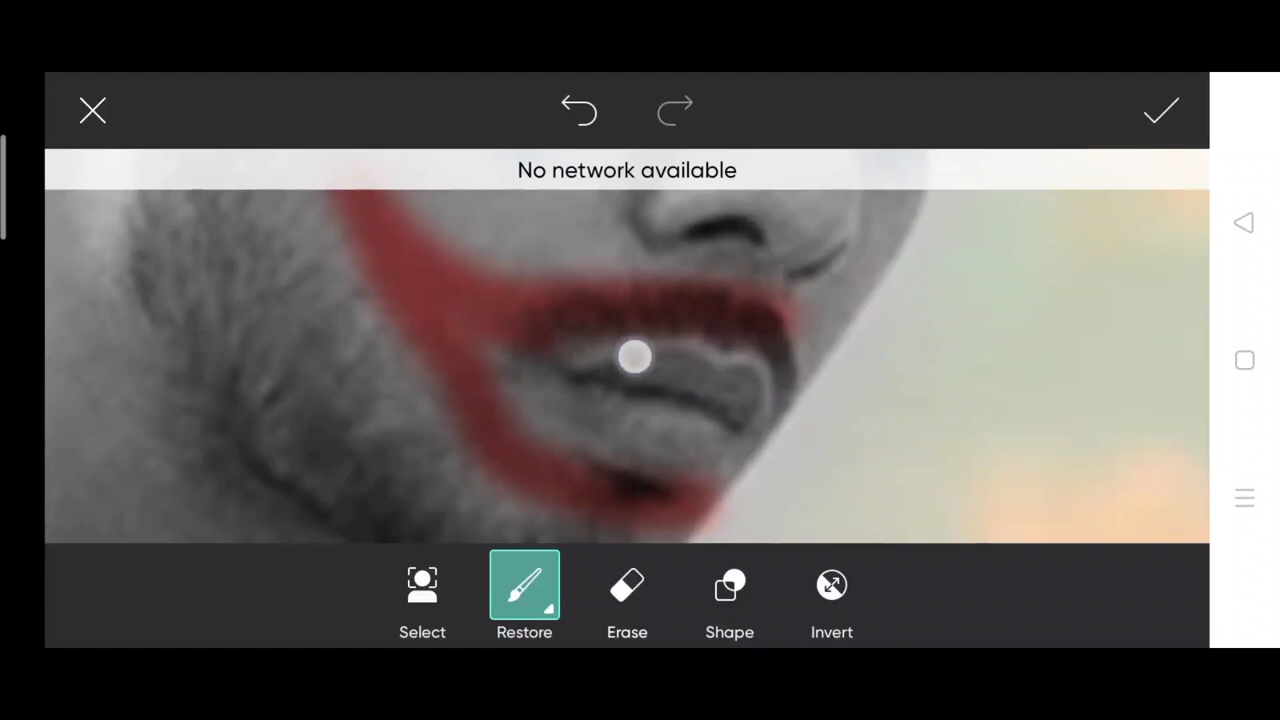 No network available
Select
Restore
Erase
Shape
Invert